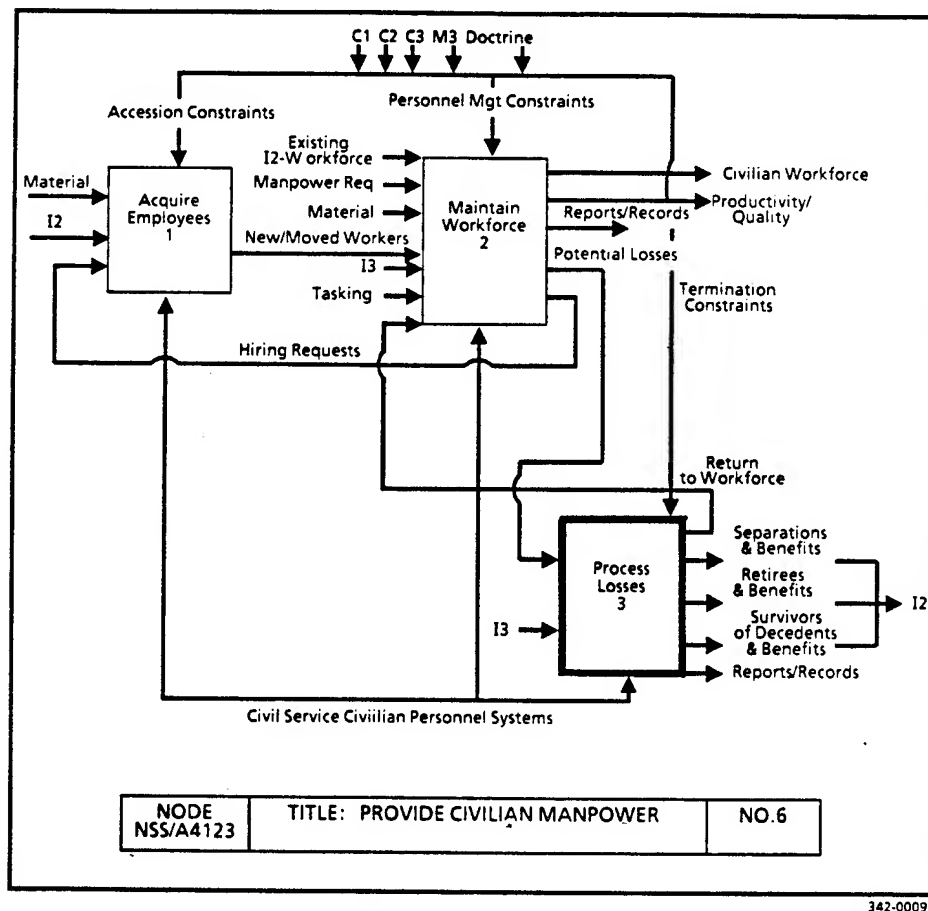 C1 C2 C3 M3 Doctrine
Accession Constraints
Personnel Mgt Constraints
Existing
I2-Workforce
Manpower Req
Material
New/Moved Workers
I3
Tasking
Material
I2
Acquire
Employees
1
Maintain
Workforce
2
Civilian Workforce
Productivity/
Quality
Reports/Records
Potential Losses
Termination
Constraints
Hiring Requests
Return
to Workforce
Process
Losses
3
I3
Separations
& Benefits
Retirees
& Benefits
Survivors
of Decedents
& Benefits
I2
Reports/Records
Civil Service Civiilian Personnel Systems
NODE
NSS/A4123
TITLE: PROVIDE CIVILIAN MANPOWER
NO.6
342-0009